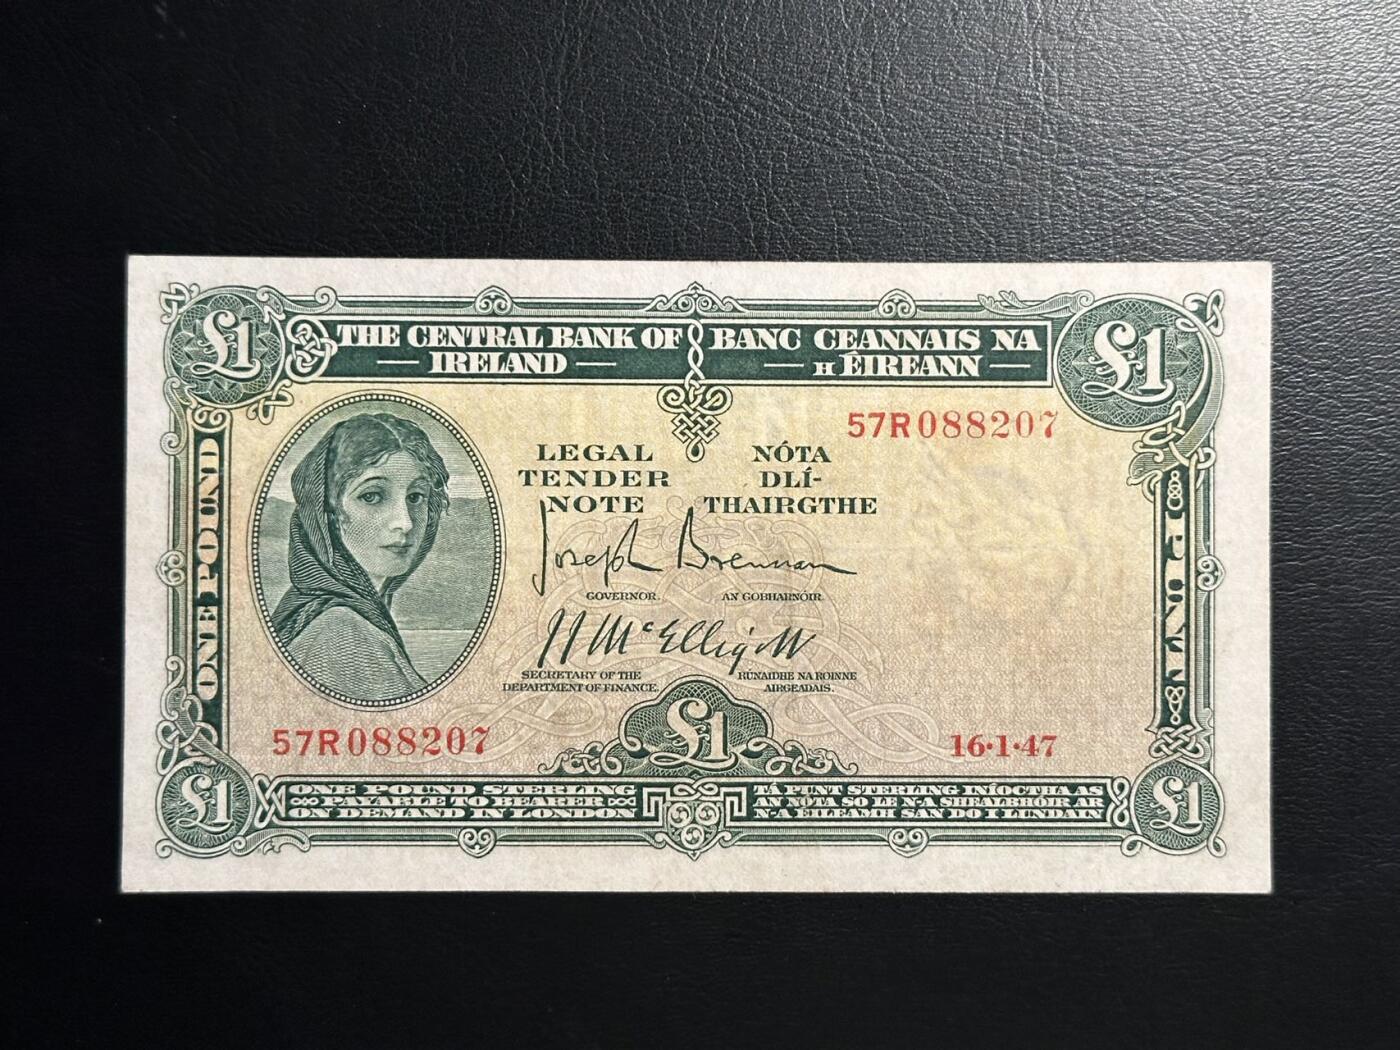 £1
THE CENTRAL BANK OF
IRELAND
BANC CEANNAIS NA
H ÉIREANN
£1
57R088207
LEGAL
TENDER
NOTE
NÓTA
DLÍ-
THAIRGTHE
ONE POUND
PUNT
Joseph Brennan
GOVERNOR.
AN GOBHARNÓIR.
J J McElligott
SECRETARY OF THE
DEPARTMENT OF FINANCE.
RÚNAIDHE NA ROINNE
AIRGEADAIS.
57R088207
£1
16·1·47
£1
ONE POUND STERLING
PAYABLE TO BEARER
ON DEMAND IN LONDON
TÁ PUNT STERLING INÍOCTHA AS
AN NÓTA SO LE N-A SHEALBHÓIR AR
N-A ÉILEAMH SAN DO I LUNDAIN
£1